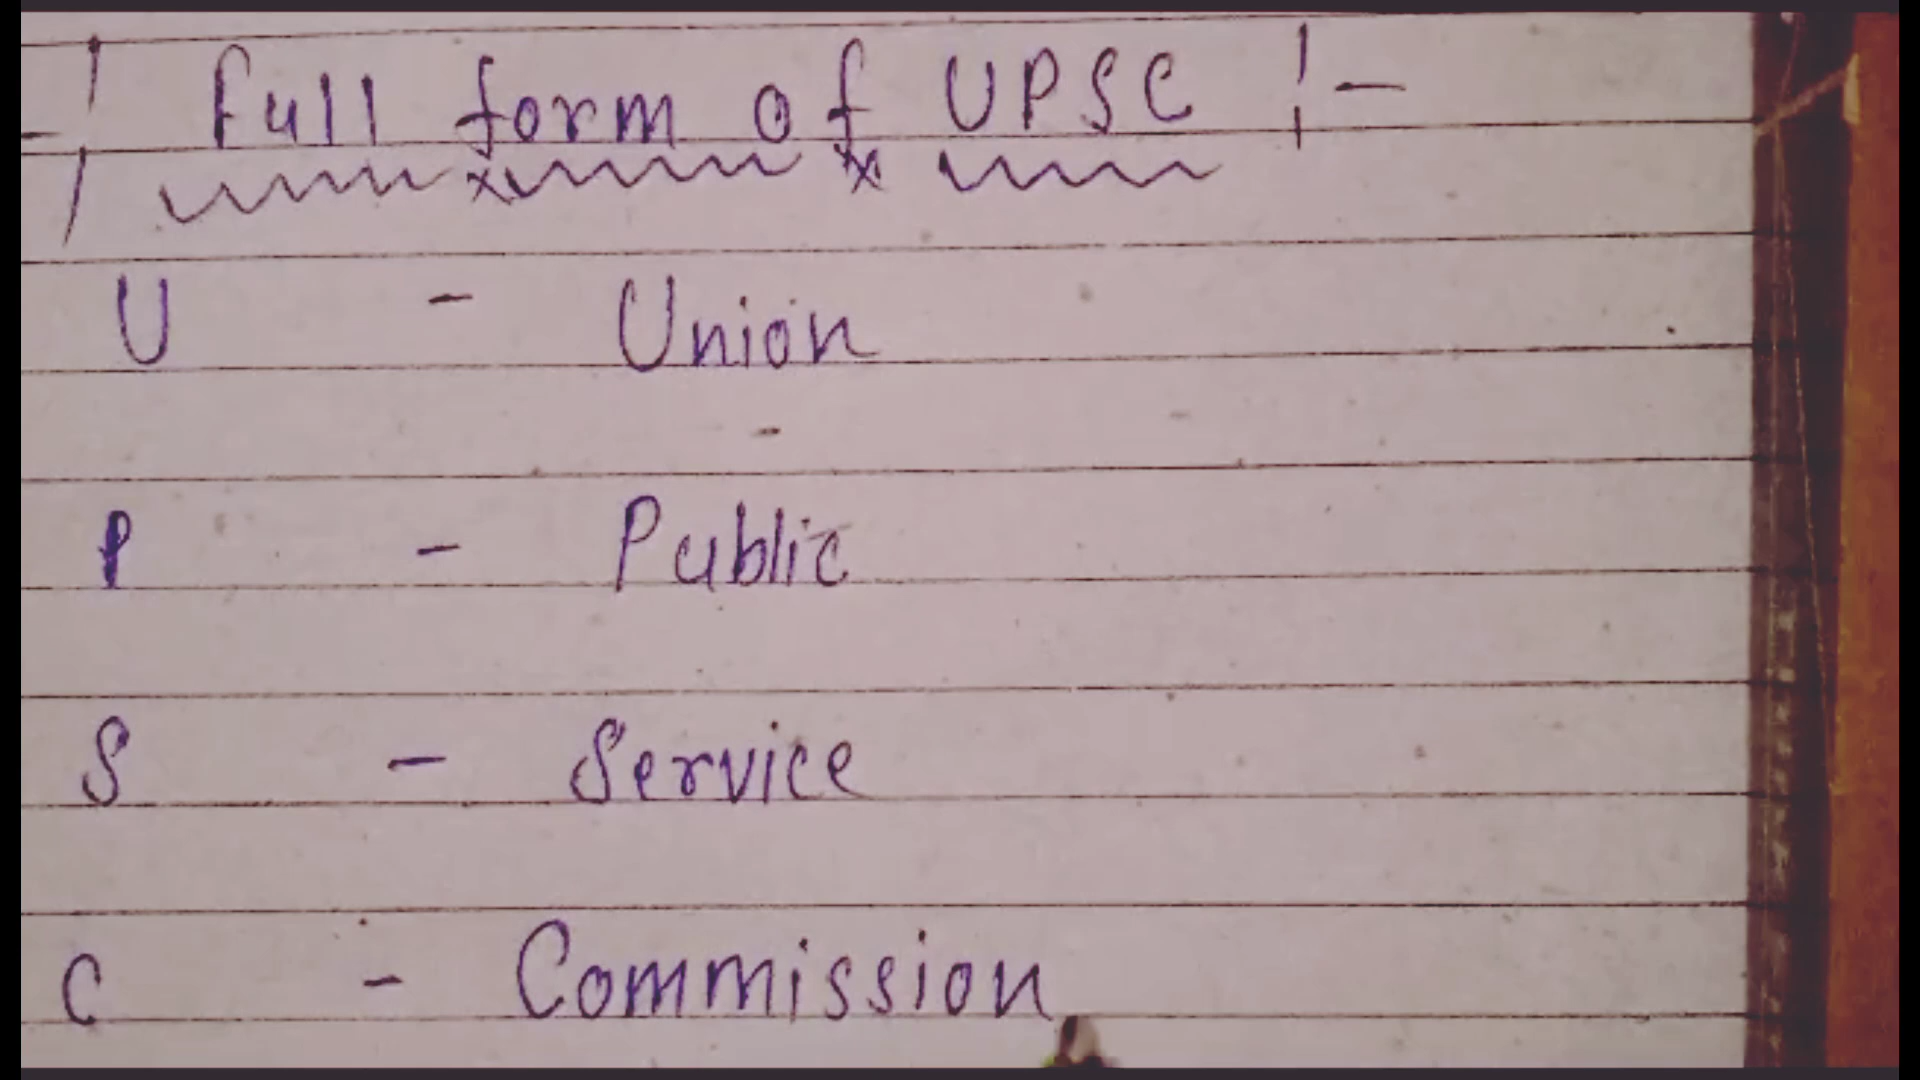 -! Full form of UPSC !-
U - Union
P - Public
S - Service
C - Commission